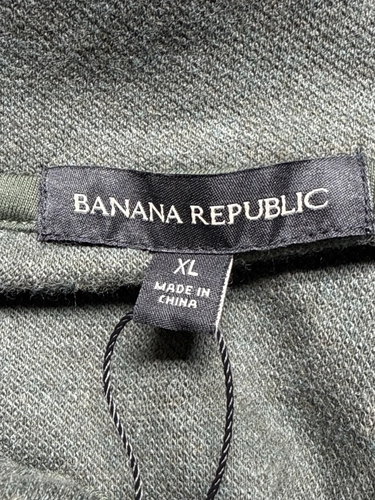 BANANA REPUBLIC
XL
MADE IN
CHINA